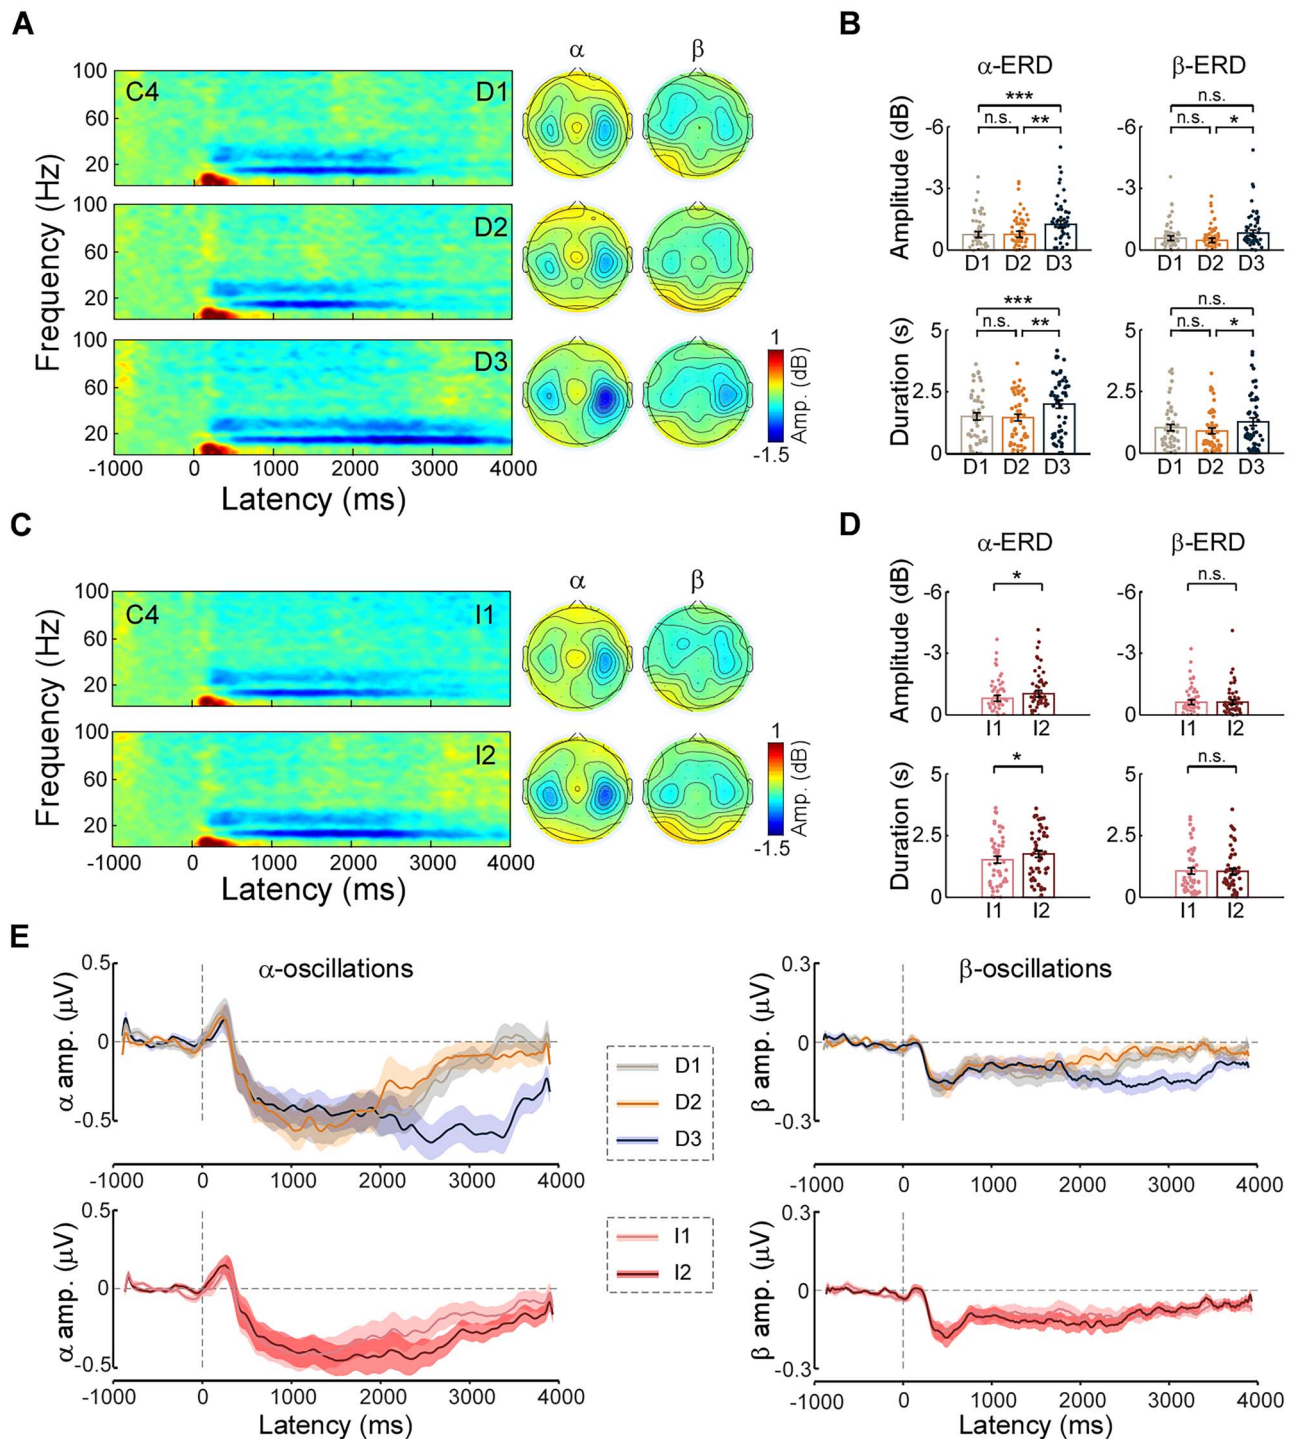 A
α β
100 C4 D1
60
20
100 D2
60
20
100 D3
60
20
Frequency (Hz)
-1000 0 1000 2000 3000 4000
Latency (ms)
1
Amp. (dB)
-1.5
B
α-ERD β-ERD
Amplitude (dB)
***
n.s. **
-6
-3
0
D1 D2 D3
n.s.
n.s. *
-6
-3
0
D1 D2 D3
Duration (s)
***
n.s. **
5
2.5
0
D1 D2 D3
n.s.
n.s. *
5
2.5
0
D1 D2 D3
C
α β
100 C4 I1
60
20
100 I2
60
20
Frequency (Hz)
-1000 0 1000 2000 3000 4000
Latency (ms)
1
Amp. (dB)
-1.5
D
α-ERD β-ERD
Amplitude (dB)
*
-6
-3
0
I1 I2
n.s.
-6
-3
0
I1 I2
Duration (s)
*
5
2.5
0
I1 I2
n.s.
5
2.5
0
I1 I2
E
α-oscillations
α amp. (μV)
0.5
0
-0.5
-1000 0 1000 2000 3000 4000
D1
D2
D3
β-oscillations
β amp. (μV)
0.3
0
-0.3
-1000 0 1000 2000 3000 4000
α amp. (μV)
0.5
0
-0.5
-1000 0 1000 2000 3000 4000
Latency (ms)
I1
I2
β amp. (μV)
0.3
0
-0.3
-1000 0 1000 2000 3000 4000
Latency (ms)